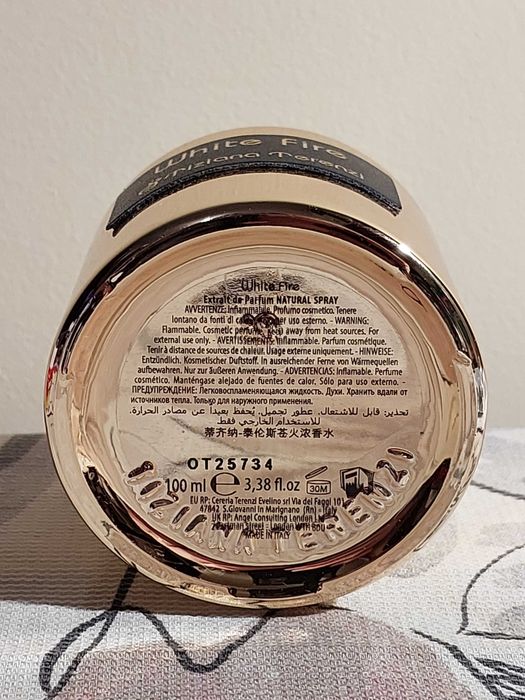 White Fire
Tiziana Terenzi
White Fire
Extrait de Parfum NATURAL SPRAY
AVVERTENZE: Infiammabile. Profumo cosmetico. Tenere
lontano da fonti di calore per uso esterno. - WARNING:
Flammable. Cosmetic perfume. Keep away from heat sources. For
external use only. - AVERTISSEMENTS: Inflammable. Parfum cosmétique.
Tenir à distance de sources de chaleur. Usage externe uniquement. - HINWEISE:
Entzündlich. Kosmetischer Duftstoff. In ausreichender Ferne von Wärmequellen
aufbewahren. Nur zur äußeren Anwendung. - ADVERTENCIAS: Inflamable. Perfume
cosmético. Manténgase alejado de fuentes de calor. Sólo para uso externo. -
ПРЕДУПРЕЖДЕНИЕ: Легковоспламеняющаяся жидкость. Духи. Хранить вдали от
источников тепла. Только для наружного применения.
تحذير: قابل للاشتعال. عطور تجميل. يُحفظ بعيدا عن مصادر الحرارة.
للاستخدام الخارجي فقط.
蒂齐纳-泰伦斯苍火浓香水
OT25734
100 ml e 3,38 fl.oz 30M
EU RP: Cereria Terenzi Evelino srl Via del Faggi 101
47842 S.Giovanni in Marignano (Rn) - Italy
UK RP: Angel Consulting London Ltd
Street - London W1H
MADE IN ITALY
TIZIANA TERENZI